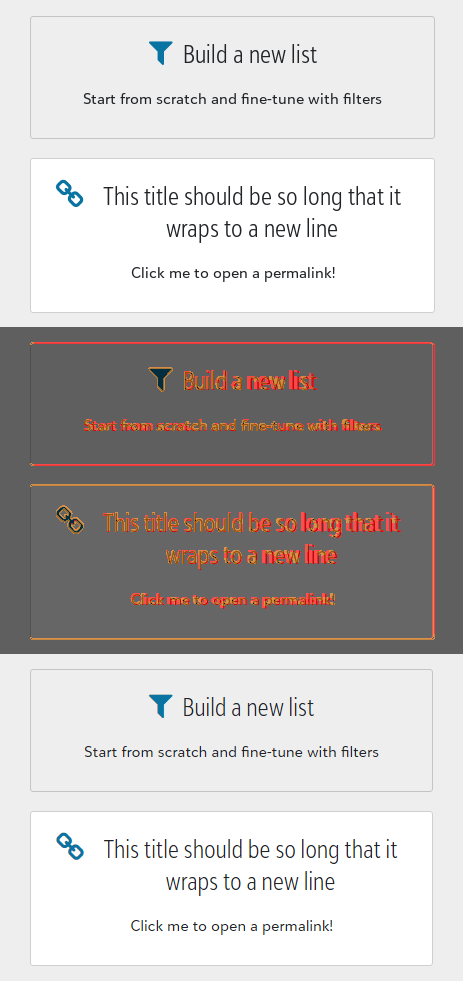 Build a new list
Start from scratch and fine-tune with filters
This title should be so long that it
wraps to a new line
Click me to open a permalink!
Build a new list
Start from scratch and fine-tune with filters
This title should be so long that it
wraps to a new line
Click me to open a permalink!
Build a new list
Start from scratch and fine-tune with filters
This title should be so long that it
wraps to a new line
Click me to open a permalink!